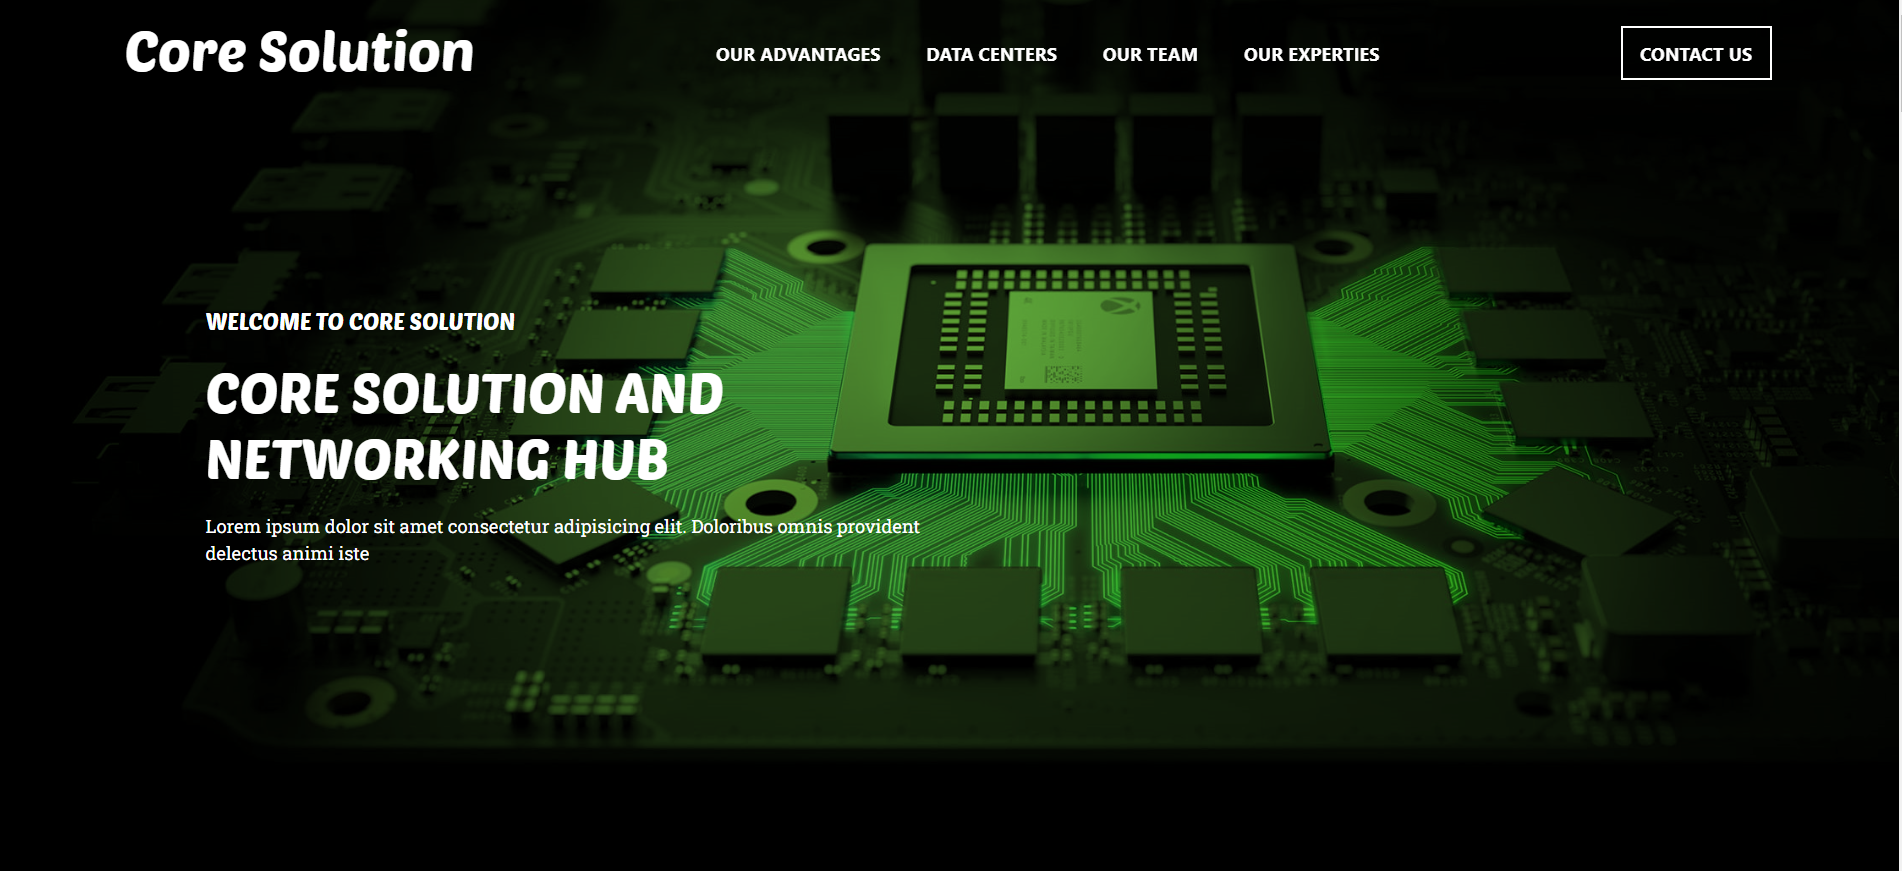 Core Solution
OUR ADVANTAGES DATA CENTERS OUR TEAM OUR EXPERTIES
CONTACT US
WELCOME TO CORE SOLUTION
CORE SOLUTION AND
NETWORKING HUB
Lorem ipsum dolor sit amet consectetur adipisicing elit. Doloribus omnis provident
delectus animi iste